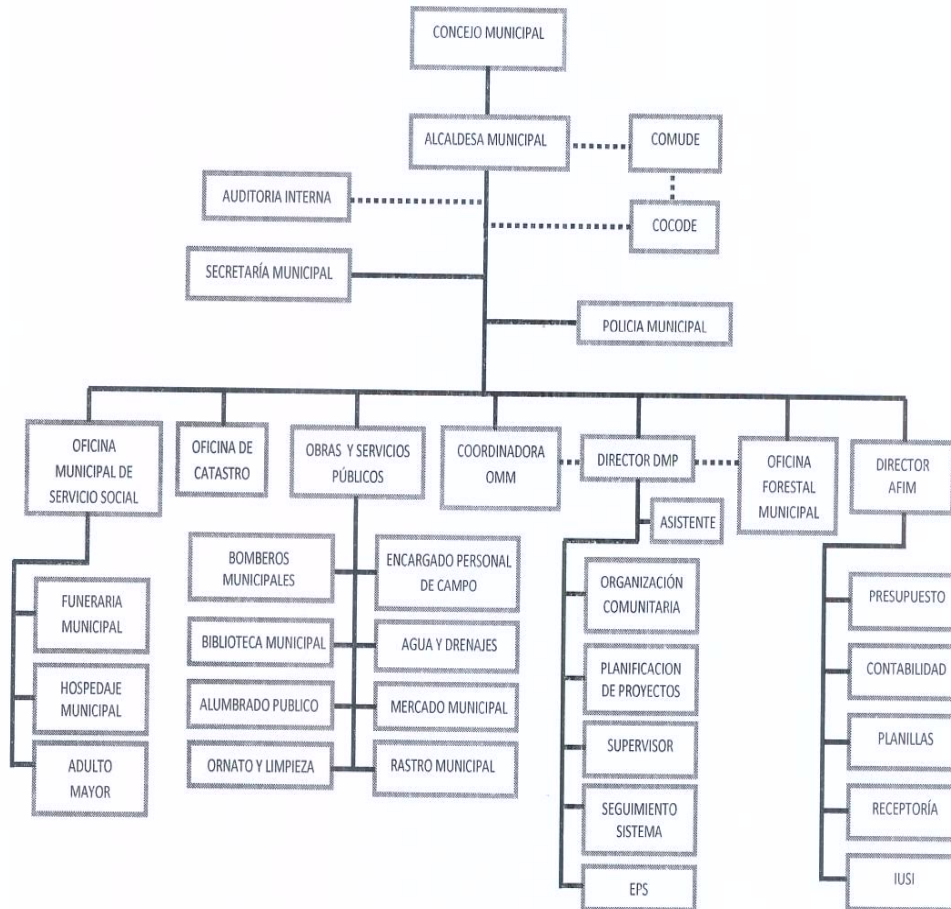 CONCEJO MUNICIPAL
ALCALDESA MUNICIPAL
COMUDE
AUDITORIA INTERNA
COCODE
SECRETARÍA MUNICIPAL
POLICIA MUNICIPAL
OFICINA
MUNICIPAL DE
SERVICIO SOCIAL
OFICINA DE
CATASTRO
OBRAS Y SERVICIOS
PÚBLICOS
COORDINADORA
OMM
DIRECTOR DMP
OFICINA
FORESTAL
MUNICIPAL
DIRECTOR
AFIM
ASISTENTE
FUNERARIA
MUNICIPAL
HOSPEDAJE
MUNICIPAL
ADULTO
MAYOR
BOMBEROS
MUNICIPALES
ENCARGADO PERSONAL
DE CAMPO
BIBLIOTECA MUNICIPAL
AGUA Y DRENAJES
ALUMBRADO PUBLICO
MERCADO MUNICIPAL
ORNATO Y LIMPIEZA
RASTRO MUNICIPAL
ORGANIZACIÓN
COMUNITARIA
PLANIFICACION
DE PROYECTOS
SUPERVISOR
SEGUIMIENTO
SISTEMA
EPS
PRESUPUESTO
CONTABILIDAD
PLANILLAS
RECEPTORÍA
IUSI